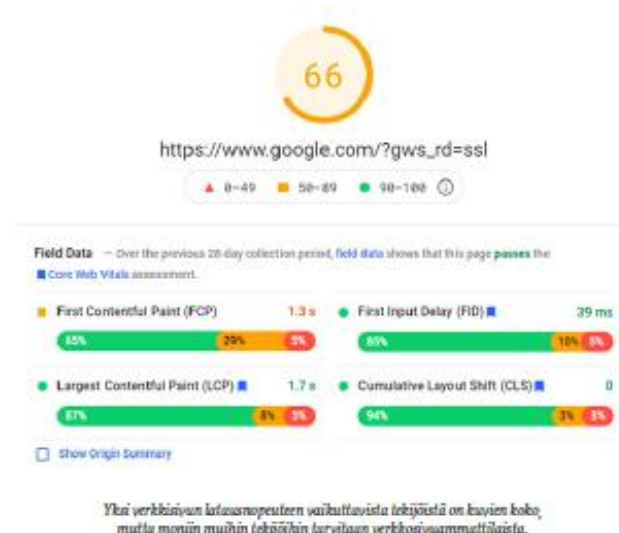 66
https://www.google.com/?gws_rd=ssl
0-49 50-89 90-100
Field Data — Over the previous 28-day collection period, field data shows that this page passes the
Core Web Vitals assessment.
First Contentful Paint (FCP) 1.3 s
65% 29% 5%
First Input Delay (FID) 39 ms
85% 10% 5%
Largest Contentful Paint (LCP) 1.7 s
87% 8% 5%
Cumulative Layout Shift (CLS) 0
94% 3% 3%
Show Origin Summary
Yksi verkkisivun latausnopeuteen vaikuttavista tekijöistä on kuvien koko,
mutta moniin muihin tekijöihin tarvitaan verkkosivuammattilaista.